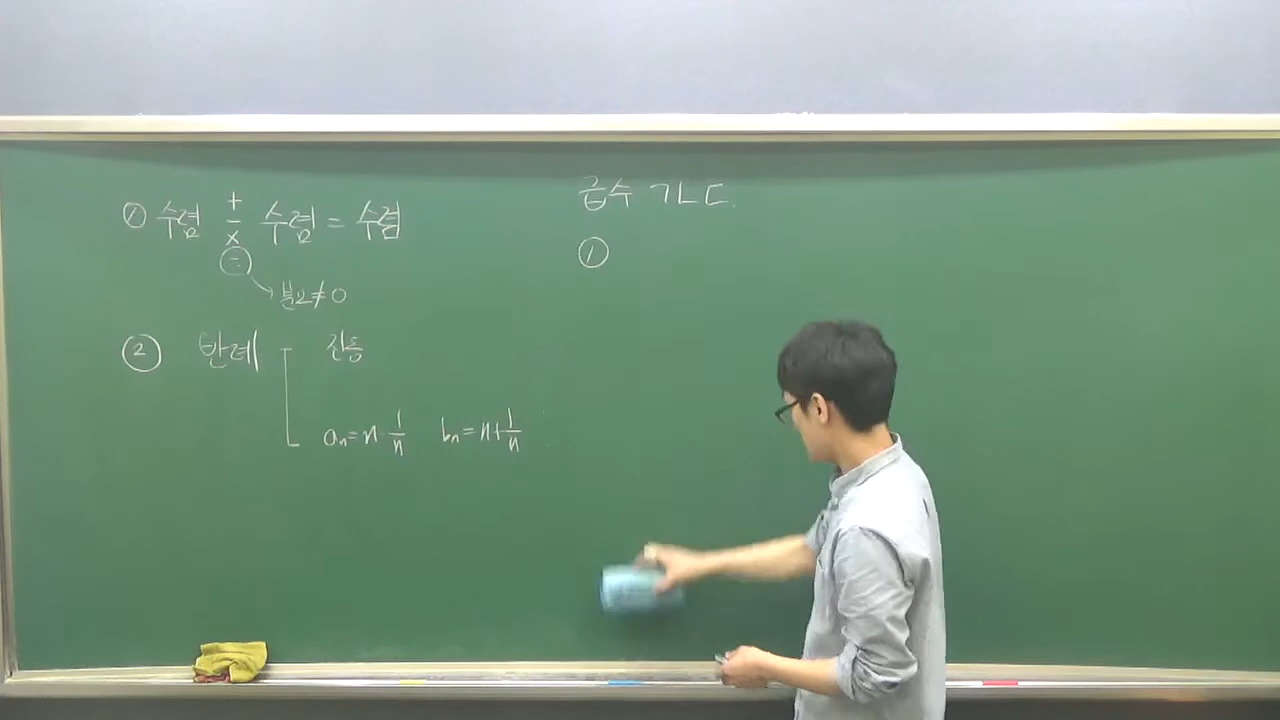 ① 수렴 ± 수렴 = 수렴
×
÷
분모≠0
② 반례 진동
aₙ=n-1/n bₙ=n+1/n
급수 ㄱㄴㄷ.
①